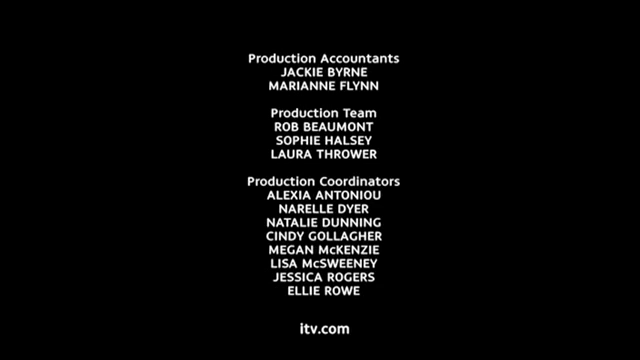 Production Accountants
JACKIE BYRNE
MARIANNE FLYNN
Production Team
ROB BEAUMONT
SOPHIE HALSEY
LAURA THROWER
Production Coordinators
ALEXIA ANTONIOU
NARELLE DYER
NATALIE DUNNING
CINDY GOLLAGHER
MEGAN McKENZIE
LISA McSWEENEY
JESSICA ROGERS
ELLIE ROWE
itv.com